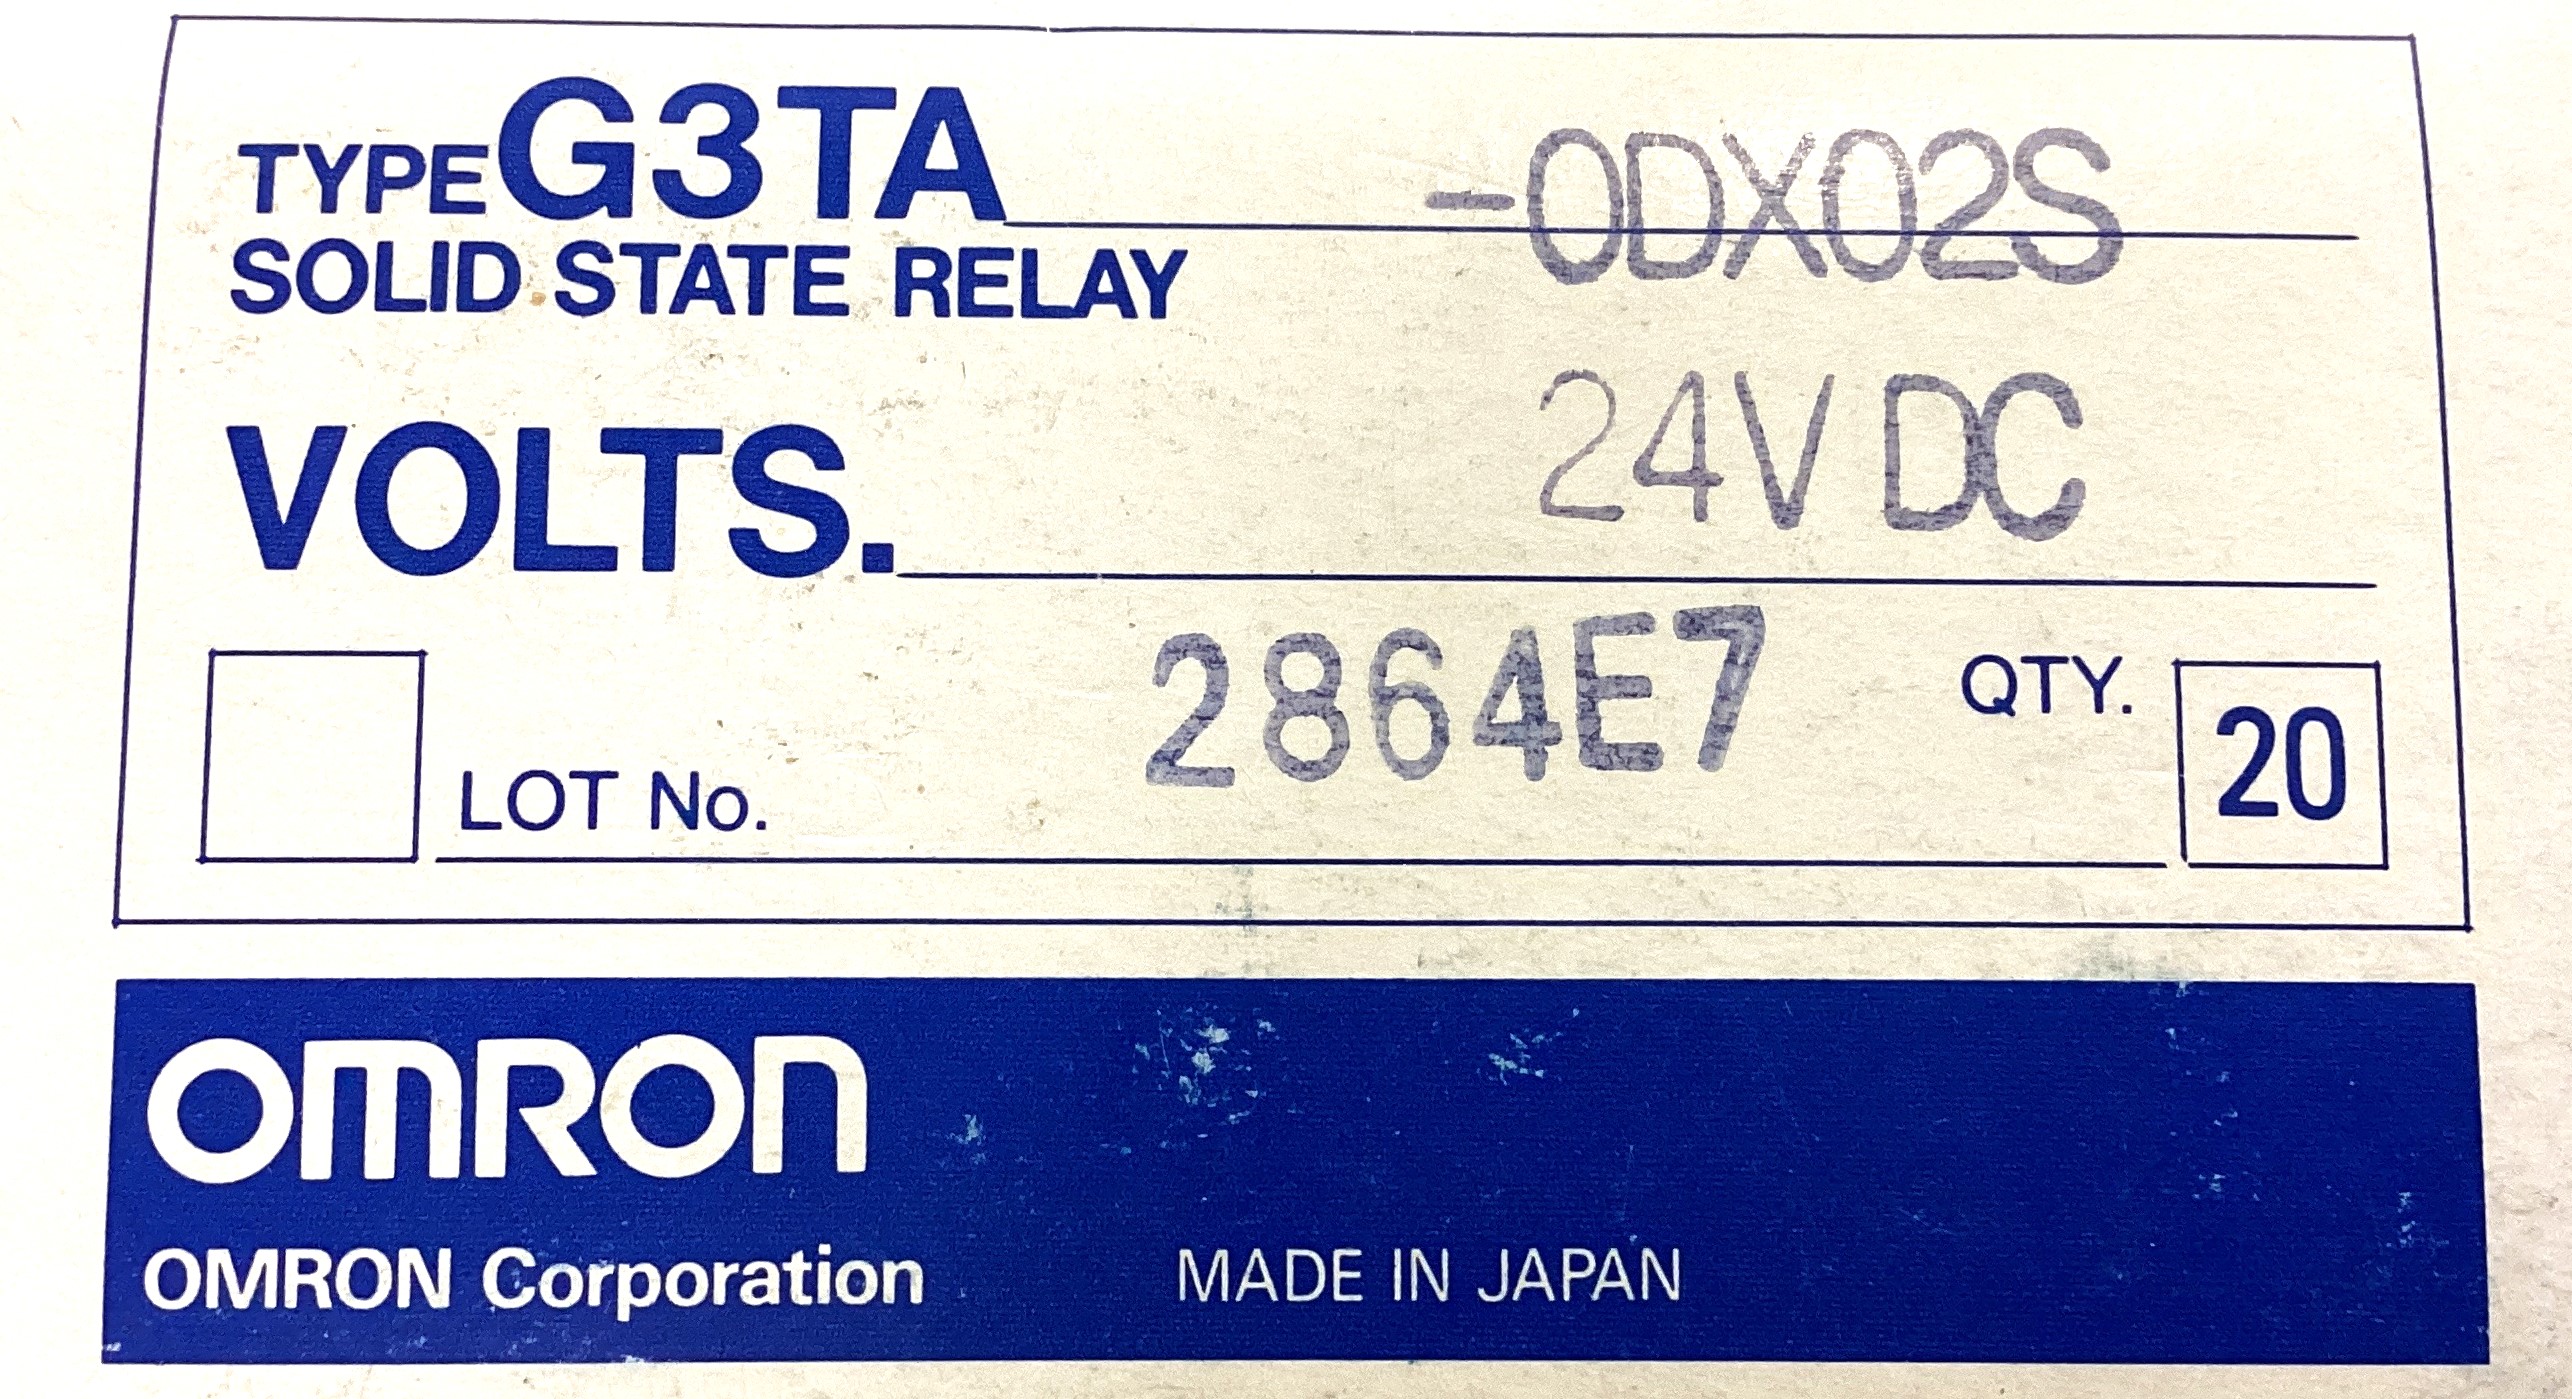 TYPE G3TA -0DX02S
SOLID STATE RELAY
VOLTS. 24V DC
LOT No. 2864E7 QTY. 20
OMRON
OMRON Corporation MADE IN JAPAN